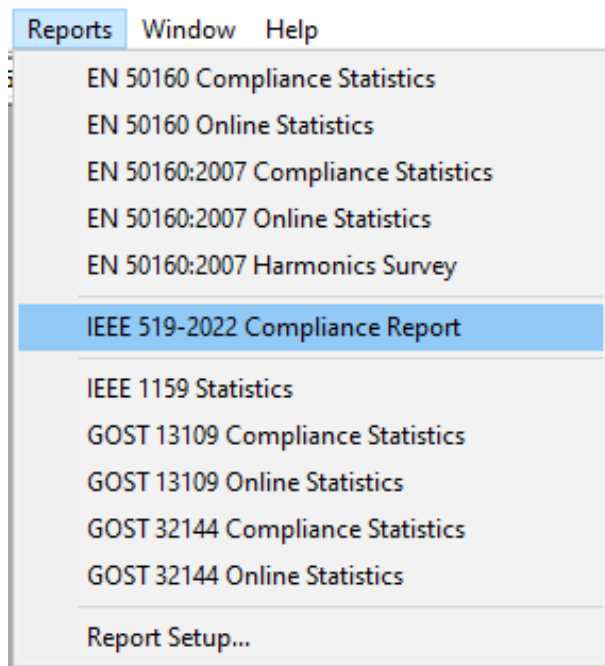 Reports Window Help
EN 50160 Compliance Statistics
EN 50160 Online Statistics
EN 50160:2007 Compliance Statistics
EN 50160:2007 Online Statistics
EN 50160:2007 Harmonics Survey
IEEE 519-2022 Compliance Report
IEEE 1159 Statistics
GOST 13109 Compliance Statistics
GOST 13109 Online Statistics
GOST 32144 Compliance Statistics
GOST 32144 Online Statistics
Report Setup...